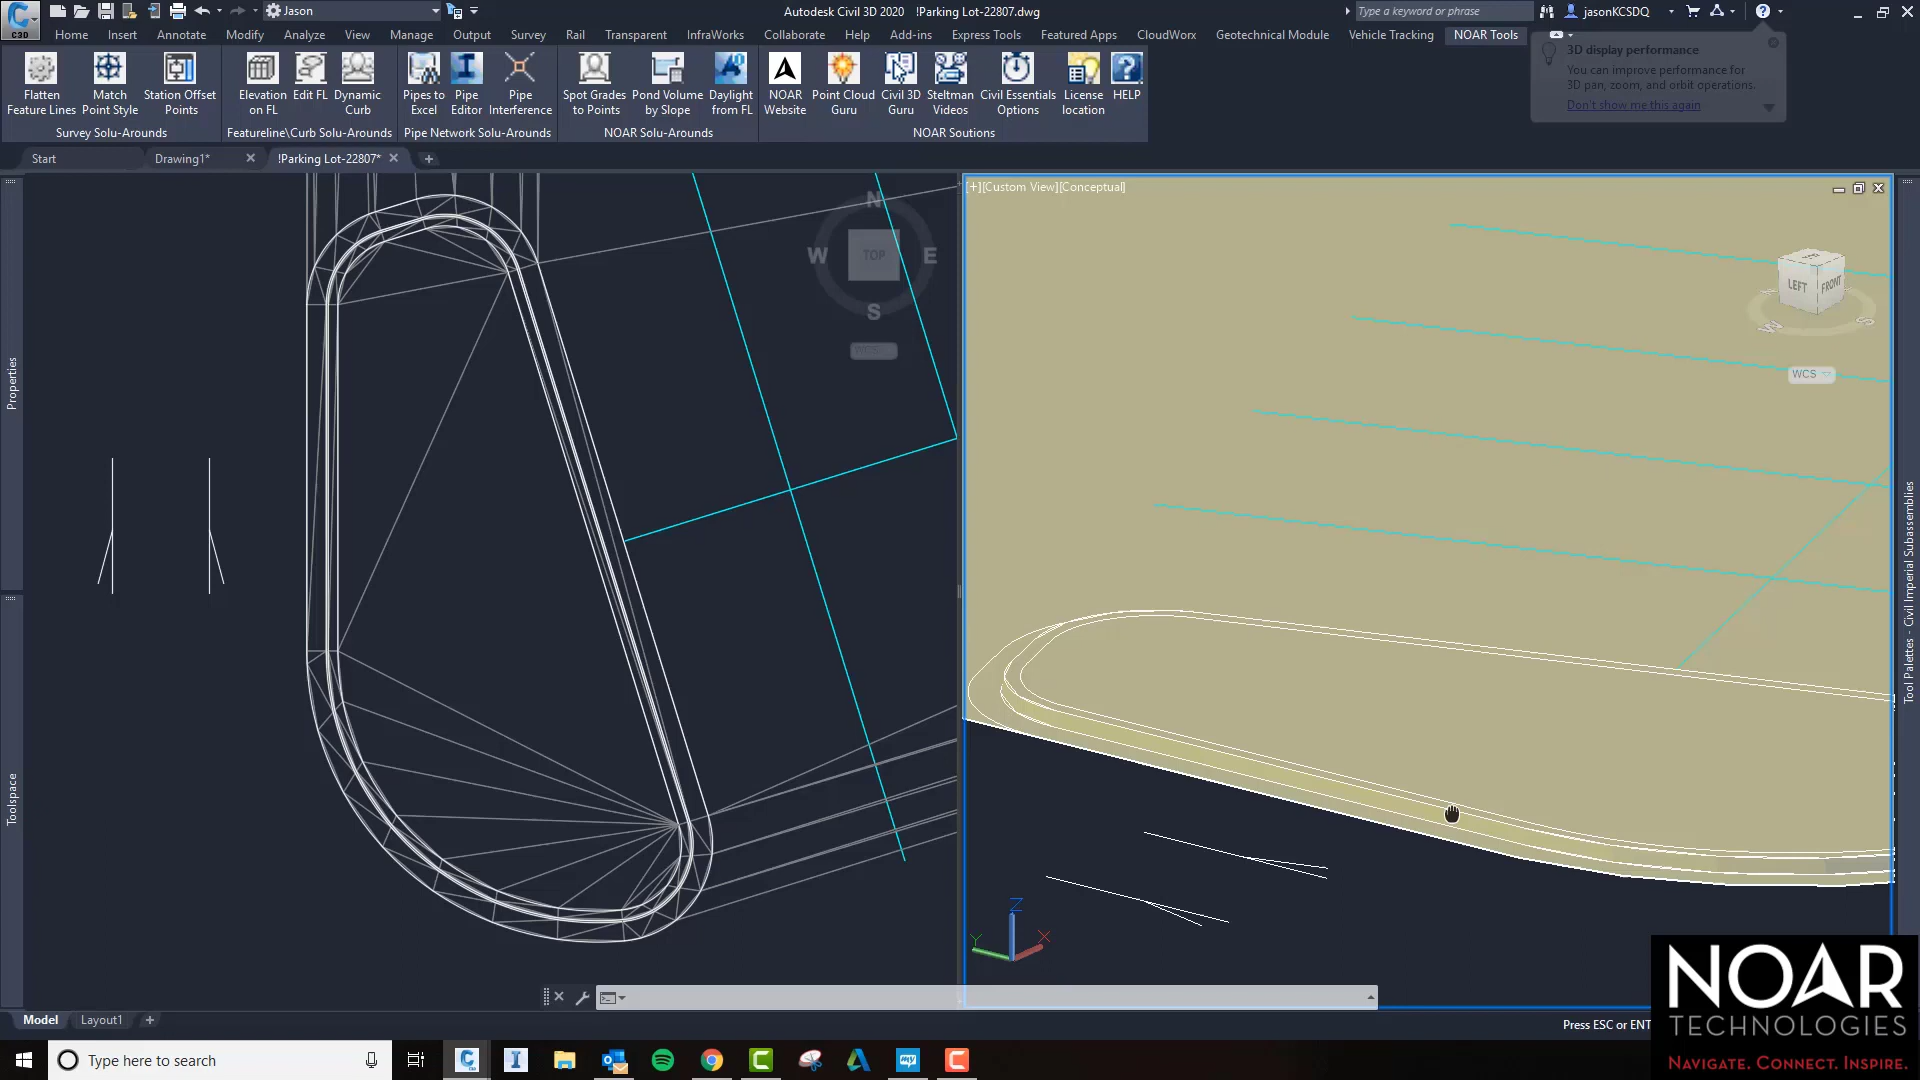 C3D
Jason
Autodesk Civil 3D 2020   !Parking Lot-22807.dwg
Type a keyword or phrase
jasonKCSDQ
Home Insert Annotate Modify Analyze View Manage Output Survey Rail Transparent InfraWorks Collaborate Help Add-ins Express Tools Featured Apps CloudWorx Geotechnical Module Vehicle Tracking NOAR Tools
Flatten Feature Lines
Match Point Style
Station Offset Points
Elevation on FL
Edit FL
Dynamic Curb
Pipes to Excel
Pipe Editor
Pipe Interference
Spot Grades to Points
Pond Volume by Slope
Daylight from FL
NOAR Website
Point Cloud Guru
Civil 3D Guru
Steltman Videos
Civil Essentials Options
License location
HELP
Survey Solu-Arounds
Featureline\Curb Solu-Arounds
Pipe Network Solu-Arounds
NOAR Solu-Arounds
NOAR Soutions
3D display performance
You can improve performance for
3D pan, zoom, and orbit operations.
Don't show me this again
Start
Drawing1*
!Parking Lot-22807*
[+][Custom View][Conceptual]
N
W
TOP
E
S
WCS
LEFT
FRONT
W
S
WCS
Properties
Toolspace
Tool Palettes - Civil Imperial Subassemblies
Z
Y
X
Model
Layout1
Press ESC or ENT
NOAR
TECHNOLOGIES
NAVIGATE. CONNECT. INSPIRE.
Type here to search